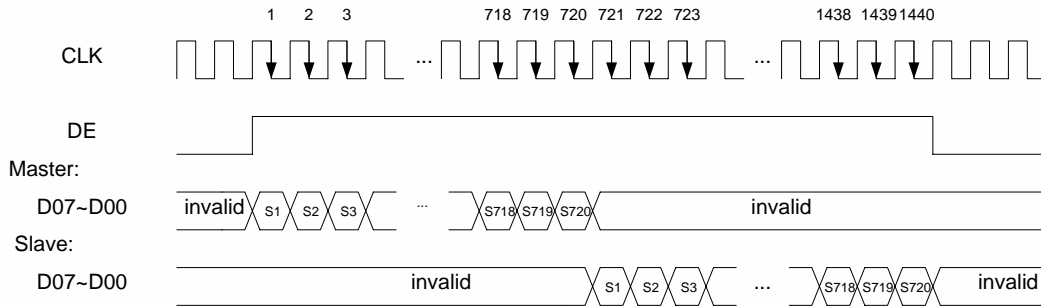 1 2 3 718 719 720 721 722 723 1438 1439 1440
CLK ... ...
DE
Master:
D07~D00 invalid S1 S2 S3 ... S718 S719 S720 invalid
Slave:
D07~D00 invalid S1 S2 S3 ... S718 S719 S720 invalid